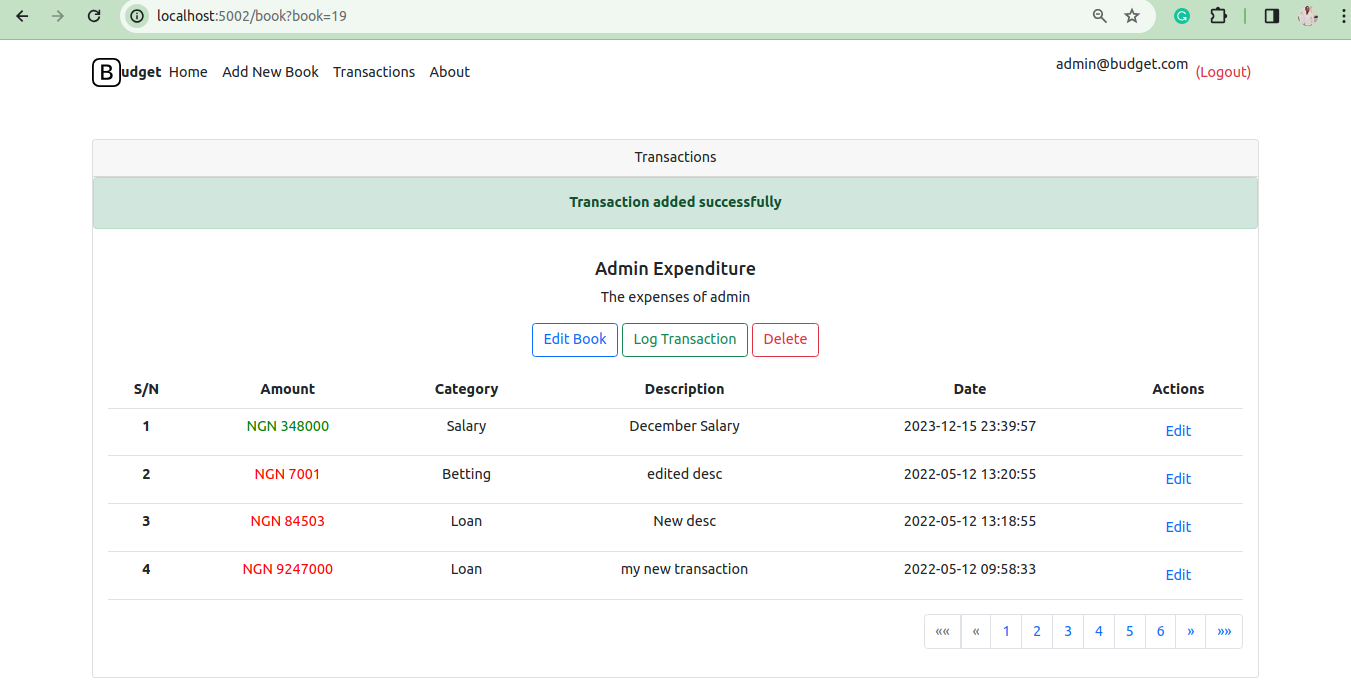 localhost:5002/book?book=19
Budget Home Add New Book Transactions About admin@budget.com (Logout)
Transactions
Transaction added successfully
Admin Expenditure
The expenses of admin
Edit Book Log Transaction Delete
S/N Amount Category Description Date Actions
1 NGN 348000 Salary December Salary 2023-12-15 23:39:57 Edit
2 NGN 7001 Betting edited desc 2022-05-12 13:20:55 Edit
3 NGN 84503 Loan New desc 2022-05-12 13:18:55 Edit
4 NGN 9247000 Loan my new transaction 2022-05-12 09:58:33 Edit
«« « 1 2 3 4 5 6 » »»